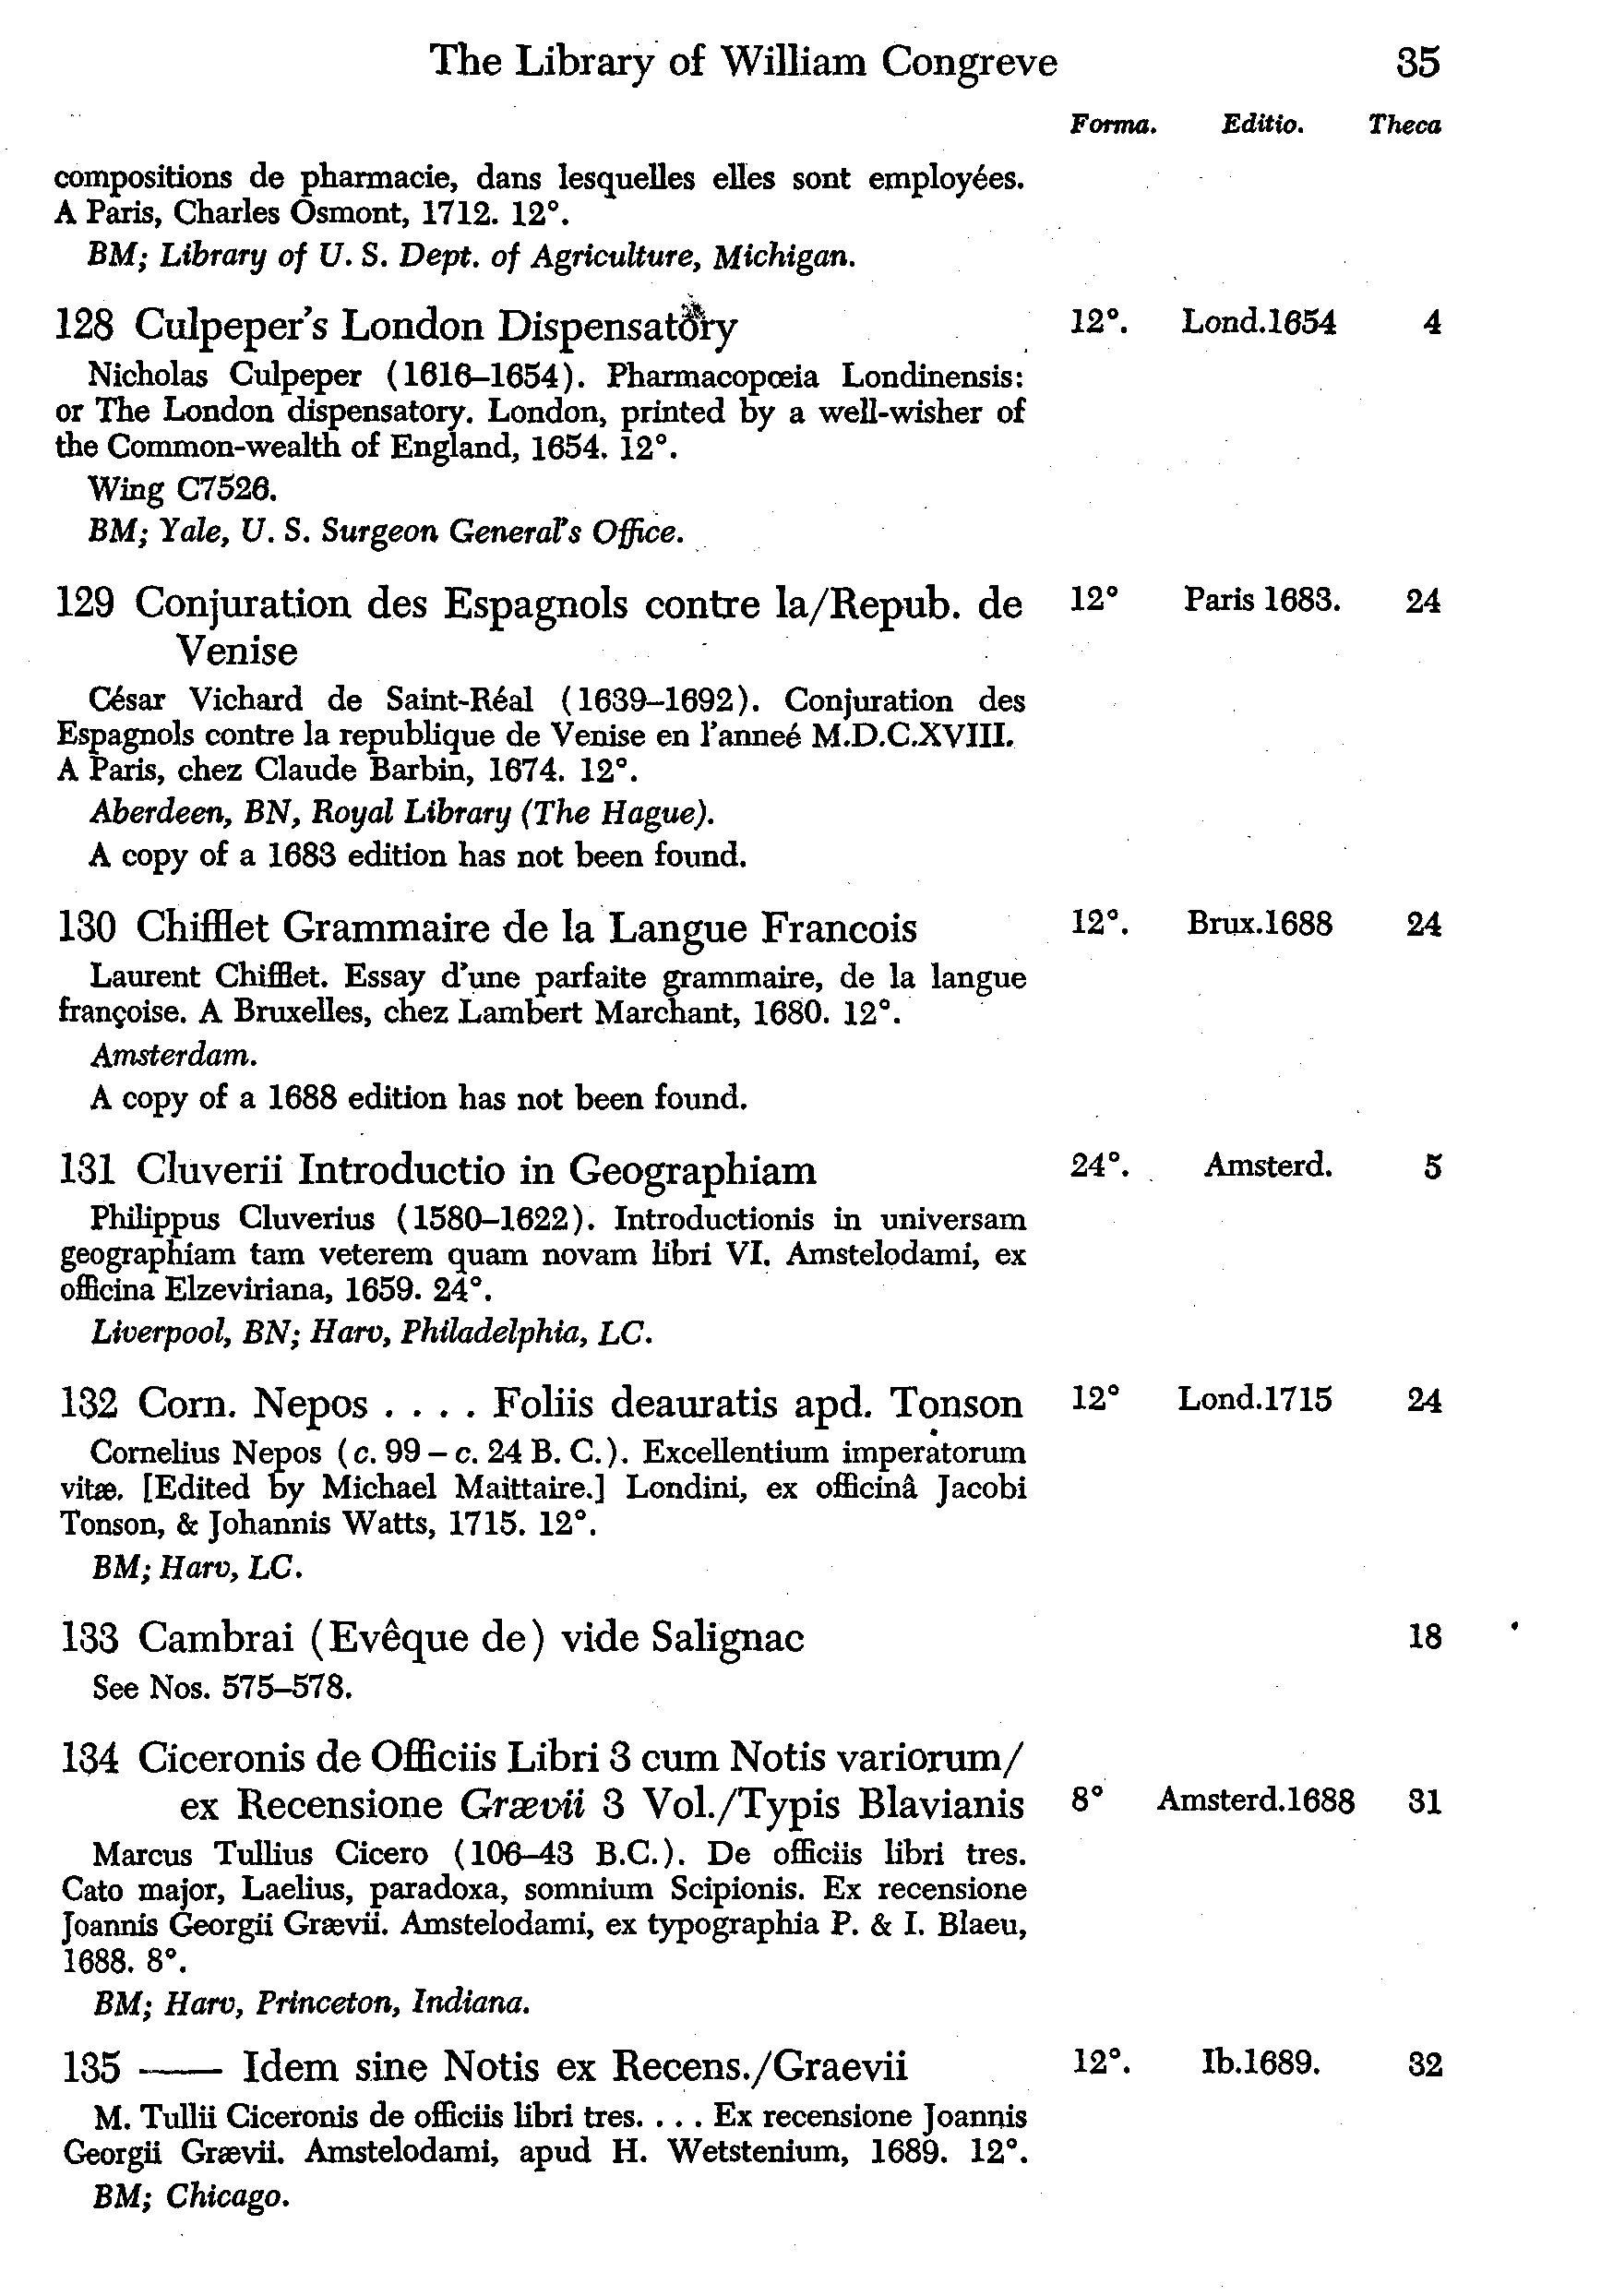 The Library of William Congreve 35
Forma. Editio. Theca
compositions de pharmacie, dans lesquelles elles sont employées.
A Paris, Charles Osmont, 1712. 12°.
BM; Library of U. S. Dept. of Agriculture, Michigan.
128 Culpeper's London Dispensatory 12°. Lond.1654 4
Nicholas Culpeper (1616–1654). Pharmacopœia Londinensis:
or The London dispensatory. London, printed by a well-wisher of
the Common-wealth of England, 1654. 12°.
Wing C7526.
BM; Yale, U. S. Surgeon General's Office.
129 Conjuration des Espagnols contre la/Repub. de 12° Paris 1683. 24
Venise
César Vichard de Saint-Réal (1639–1692). Conjuration des
Espagnols contre la republique de Venise en l'anneé M.D.C.XVIII.
A Paris, chez Claude Barbin, 1674. 12°.
Aberdeen, BN, Royal Library (The Hague).
A copy of a 1683 edition has not been found.
130 Chifflet Grammaire de la Langue Francois 12°. Brux.1688 24
Laurent Chifflet. Essay d'une parfaite grammaire, de la langue
françoise. A Bruxelles, chez Lambert Marchant, 1680. 12°.
Amsterdam.
A copy of a 1688 edition has not been found.
131 Cluverii Introductio in Geographiam 24°. Amsterd. 5
Philippus Cluverius (1580–1622). Introductionis in universam
geographiam tam veterem quam novam libri VI. Amstelodami, ex
officina Elzeviriana, 1659. 24°.
Liverpool, BN; Harv, Philadelphia, LC.
132 Corn. Nepos . . . . Foliis deauratis apd. Tonson 12° Lond.1715 24
Cornelius Nepos (c. 99 – c. 24 B. C.). Excellentium imperatorum
vitæ. [Edited by Michael Maittaire.] Londini, ex officinâ Jacobi
Tonson, & Johannis Watts, 1715. 12°.
BM; Harv, LC.
133 Cambrai (Evêque de) vide Salignac 18
See Nos. 575–578.
134 Ciceronis de Officiis Libri 3 cum Notis variorum/
ex Recensione Grævii 3 Vol./Typis Blavianis 8° Amsterd.1688 31
Marcus Tullius Cicero (106–43 B.C.). De officiis libri tres.
Cato major, Laelius, paradoxa, somnium Scipionis. Ex recensione
Joannis Georgii Grævii. Amstelodami, ex typographia P. & I. Blaeu,
1688. 8°.
BM; Harv, Princeton, Indiana.
135 —— Idem sine Notis ex Recens./Graevii 12°. Ib.1689. 32
M. Tullii Ciceronis de officiis libri tres. . . . Ex recensione Joannis
Georgii Grævii. Amstelodami, apud H. Wetstenium, 1689. 12°.
BM; Chicago.